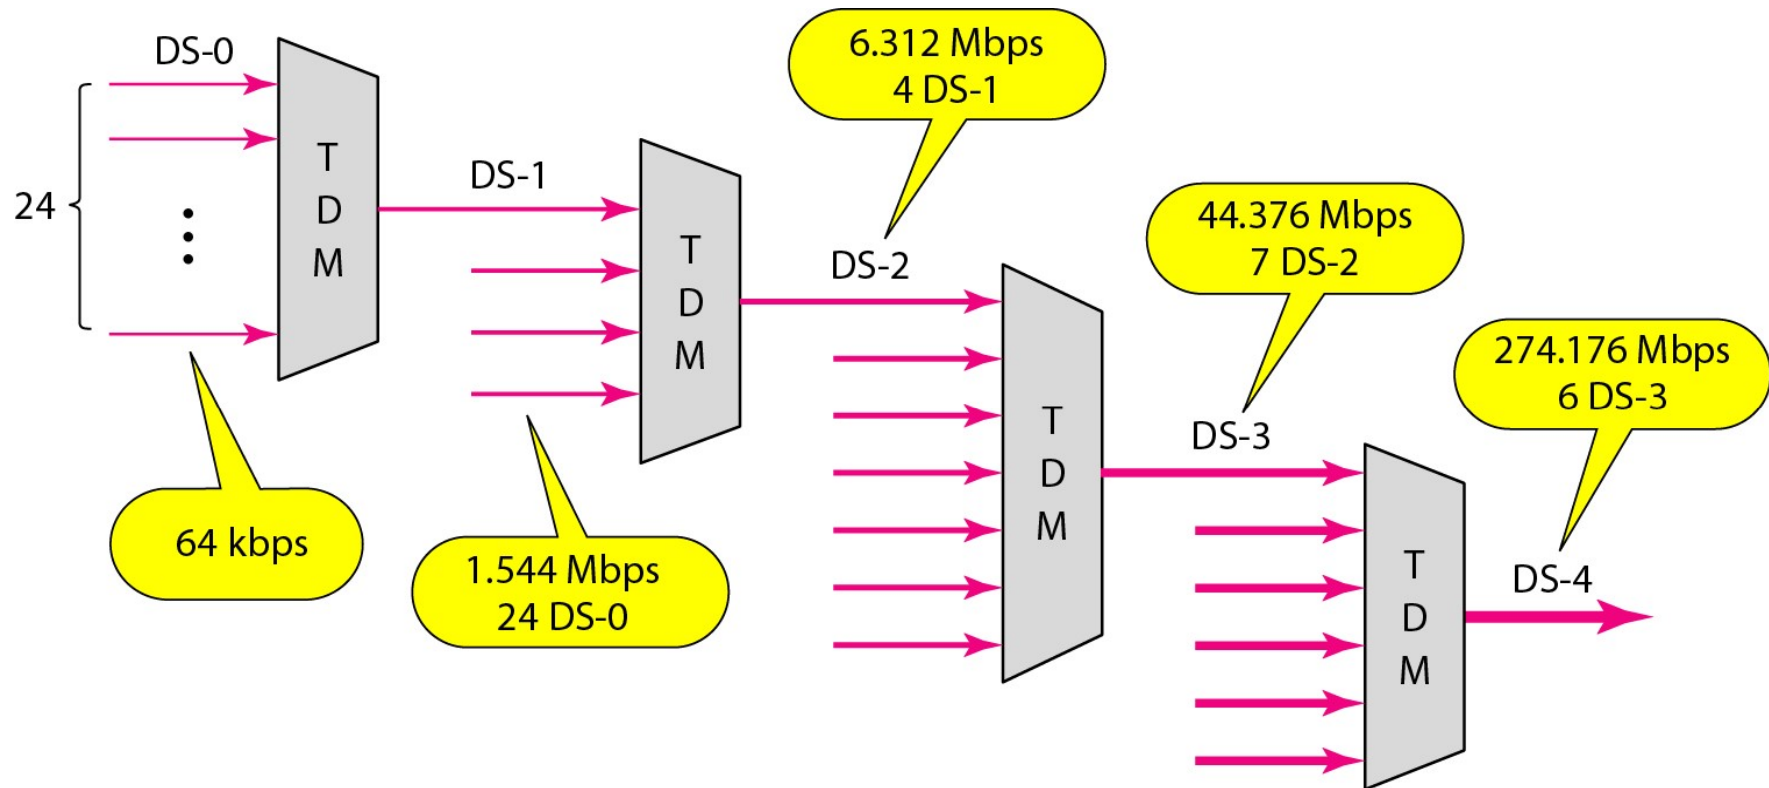 DS-0
24
T
D
M
64 kbps
DS-1
1.544 Mbps
24 DS-0
T
D
M
6.312 Mbps
4 DS-1
DS-2
T
D
M
44.376 Mbps
7 DS-2
DS-3
T
D
M
274.176 Mbps
6 DS-3
DS-4